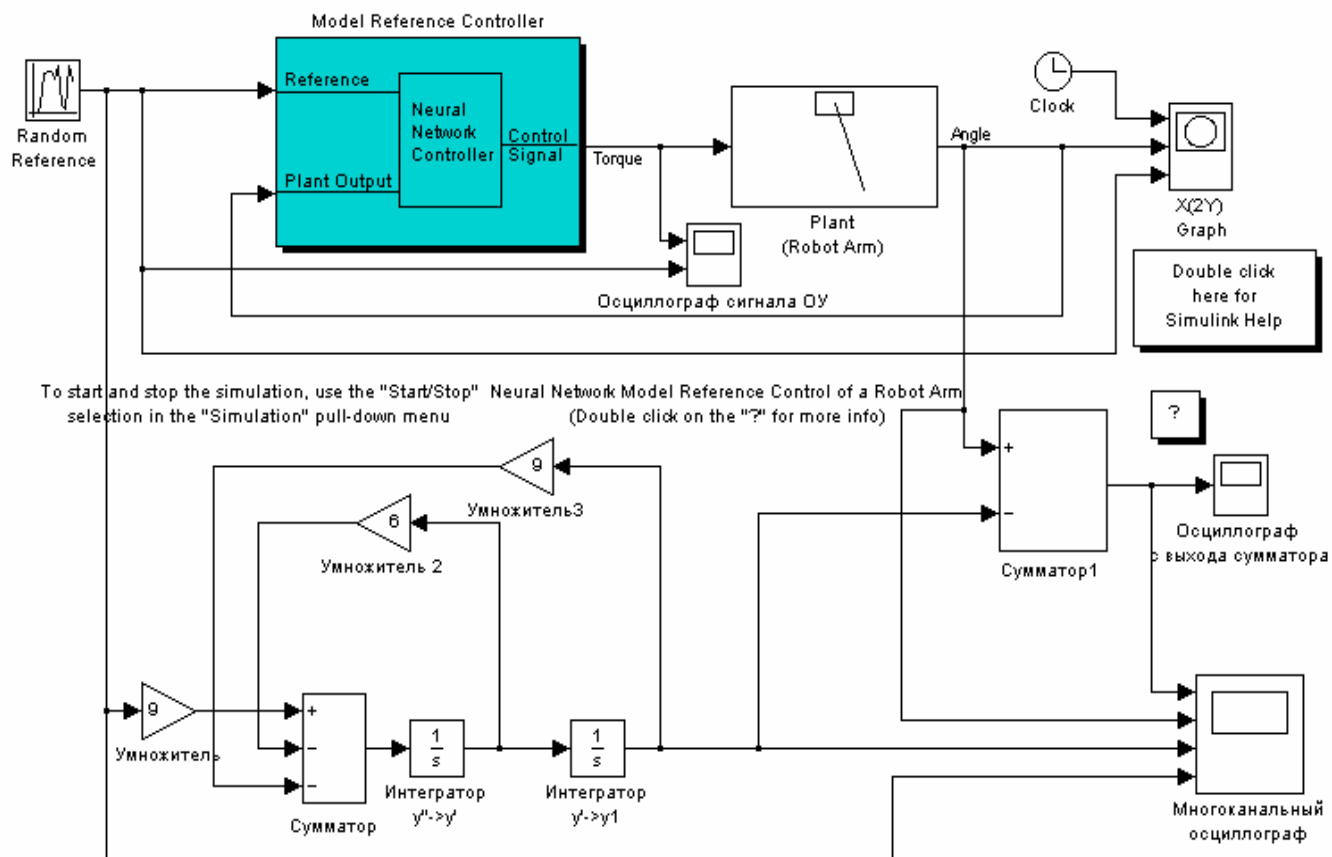 Model Reference Controller
Random
Reference
Reference
Plant Output
Neural
Network
Controller
Control
Signal
Torque
Plant
(Robot Arm)
Angle
Clock
X(2Y)
Graph
Осциллограф сигнала ОУ
Double click
here for
Simulink Help
To start and stop the simulation, use the "Start/Stop"
selection in the "Simulation" pull-down menu
Neural Network Model Reference Control of a Robot Arm
(Double click on the "?" for more info)
?
9
Умножитель3
6
Умножитель 2
+
−
Сумматор1
Осциллограф
с выхода сумматора
9
Умножитель
+
−
−
Сумматор
1
s
Интегратор
y''->y'
1
s
Интегратор
y'->y1
Многоканальный
осциллограф